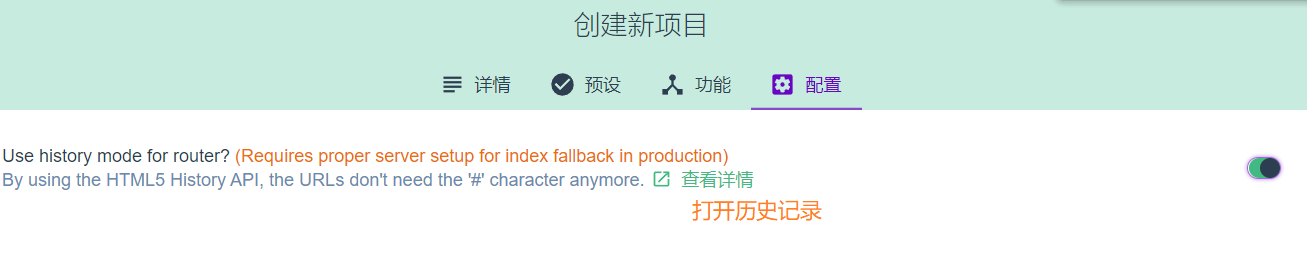 创建新项目
详情 预设 功能 配置
Use history mode for router? (Requires proper server setup for index fallback in production)
By using the HTML5 History API, the URLs don't need the '#' character anymore. 查看详情
打开历史记录